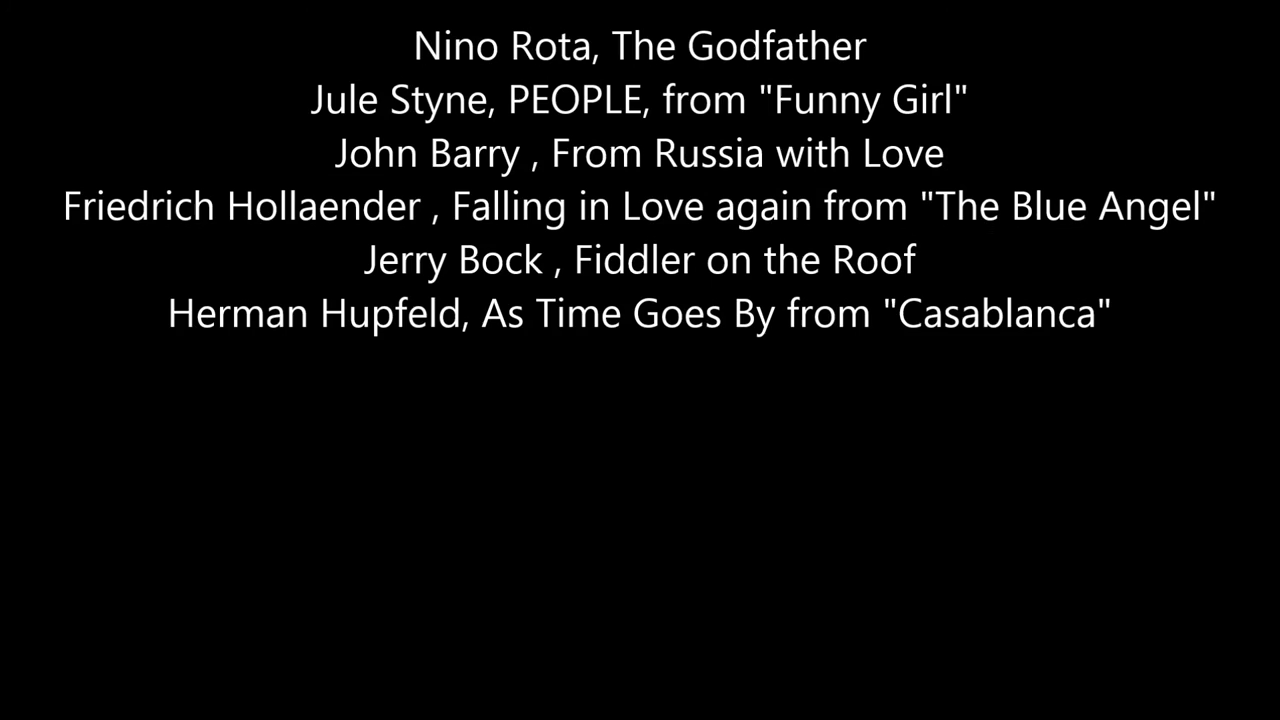 Nino Rota, The Godfather
Jule Styne, PEOPLE, from "Funny Girl"
John Barry , From Russia with Love
Friedrich Hollaender , Falling in Love again from "The Blue Angel"
Jerry Bock , Fiddler on the Roof
Herman Hupfeld, As Time Goes By from "Casablanca"